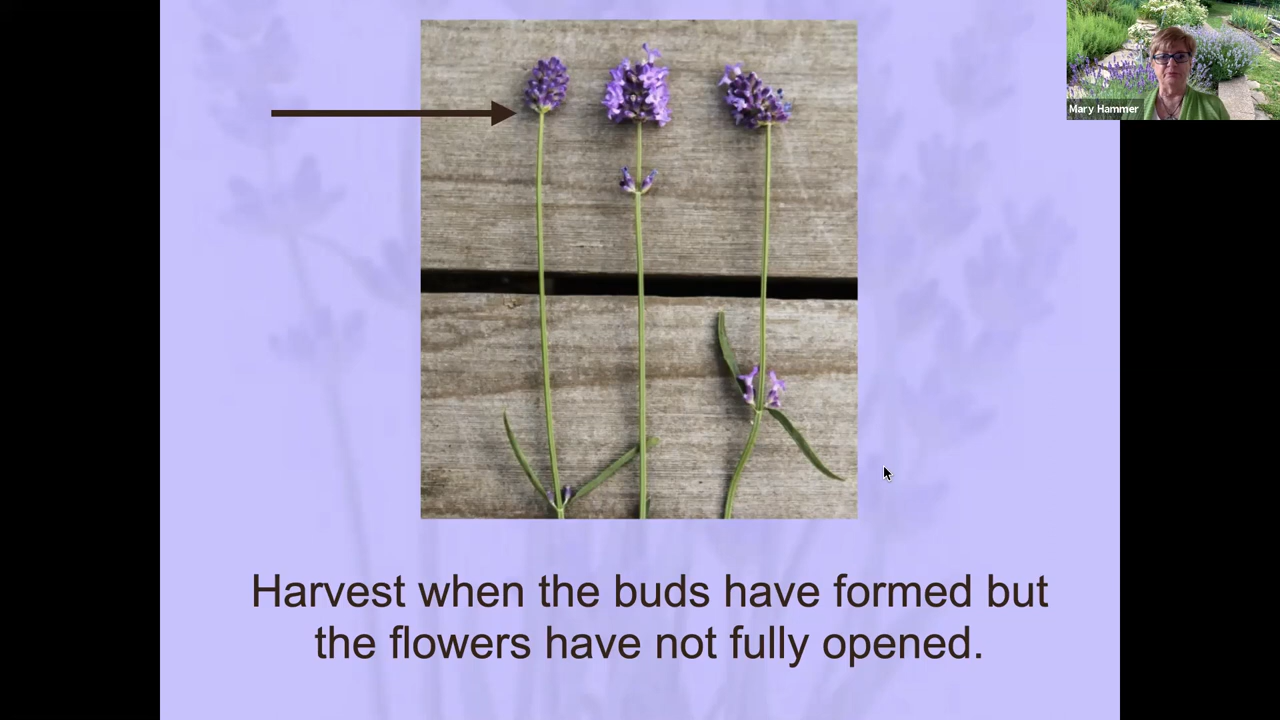 Mary Hammer
Harvest when the buds have formed but
the flowers have not fully opened.